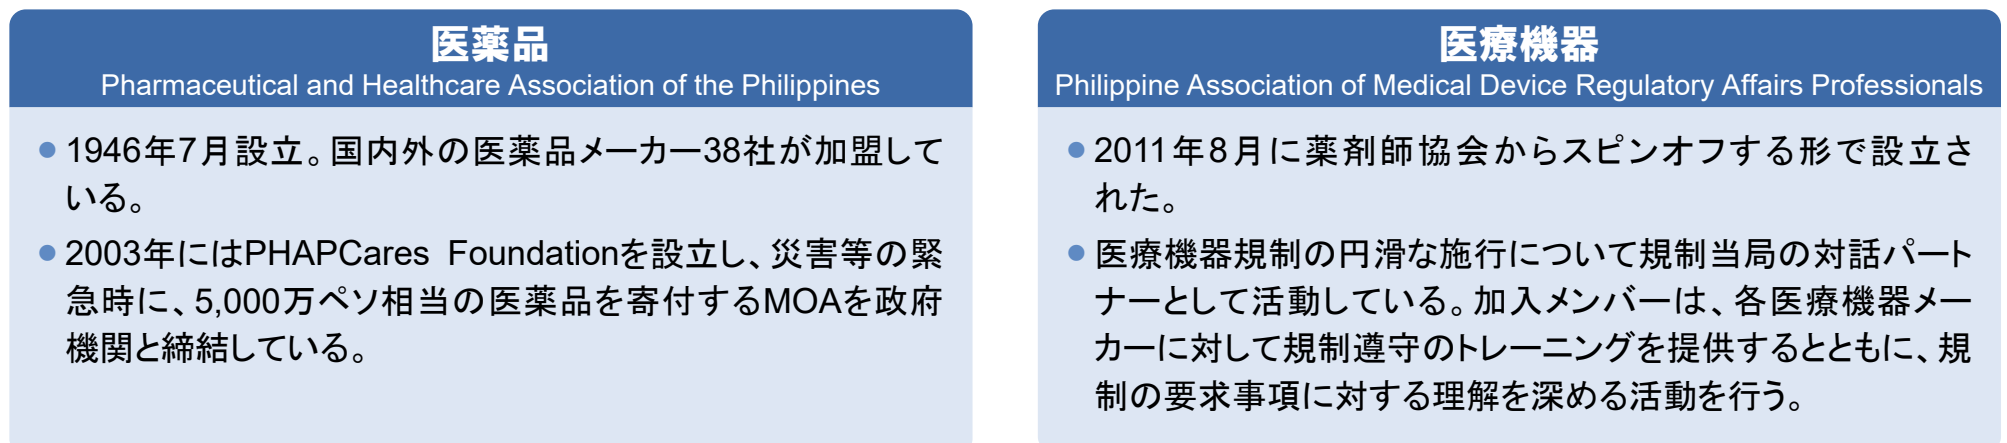 医薬品
Pharmaceutical and Healthcare Association of the Philippines
● 1946年7月設立。国内外の医薬品メーカー38社が加盟して
いる。
● 2003年にはPHAPCares Foundationを設立し、災害等の緊
急時に、5,000万ペソ相当の医薬品を寄付するMOAを政府
機関と締結している。
医療機器
Philippine Association of Medical Device Regulatory Affairs Professionals
● 2011年8月に薬剤師協会からスピンオフする形で設立さ
れた。
● 医療機器規制の円滑な施行について規制当局の対話パート
ナーとして活動している。加入メンバーは、各医療機器メー
カーに対して規制遵守のトレーニングを提供するとともに、規
制の要求事項に対する理解を深める活動を行う。